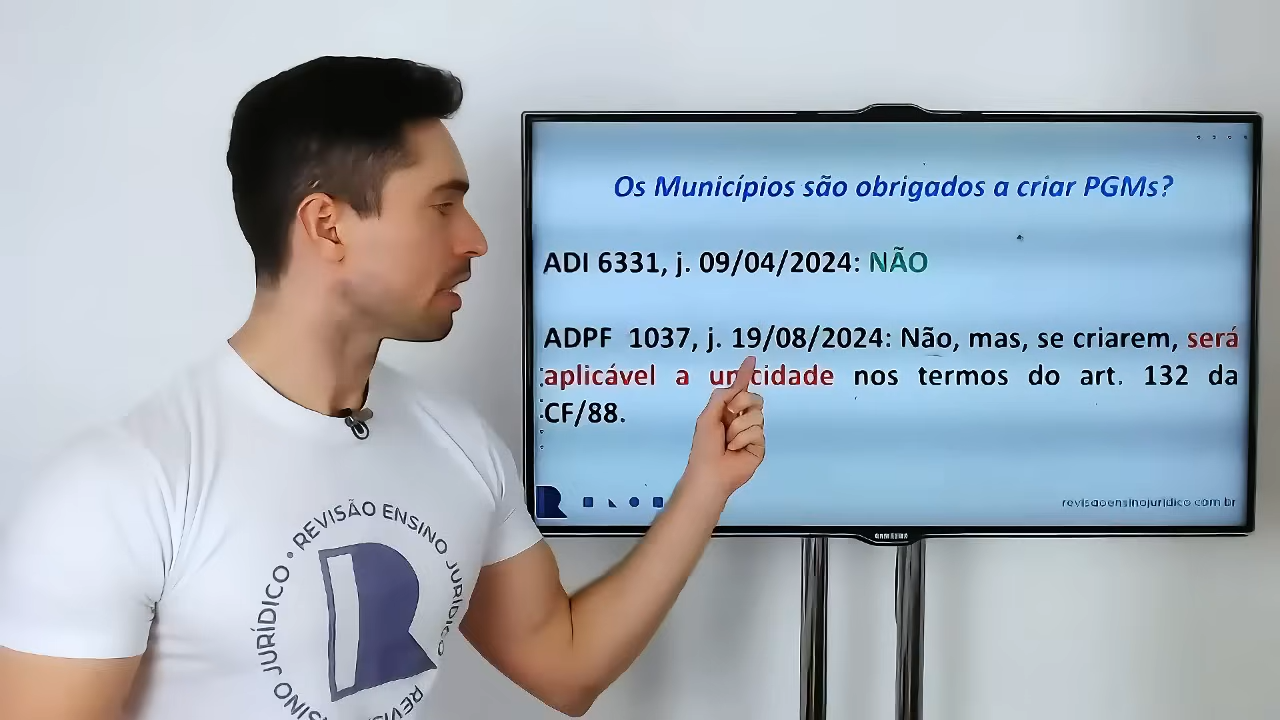 Os Municípios são obrigados a criar PGMs?
ADI 6331, j. 09/04/2024: NÃO
ADPF 1037, j. 19/08/2024: Não, mas, se criarem, será
aplicável a unicidade nos termos do art. 132 da
CF/88.
R
revisaoensinojuridico.com.br
• REVISÃO ENSINO JURÍDICO
R